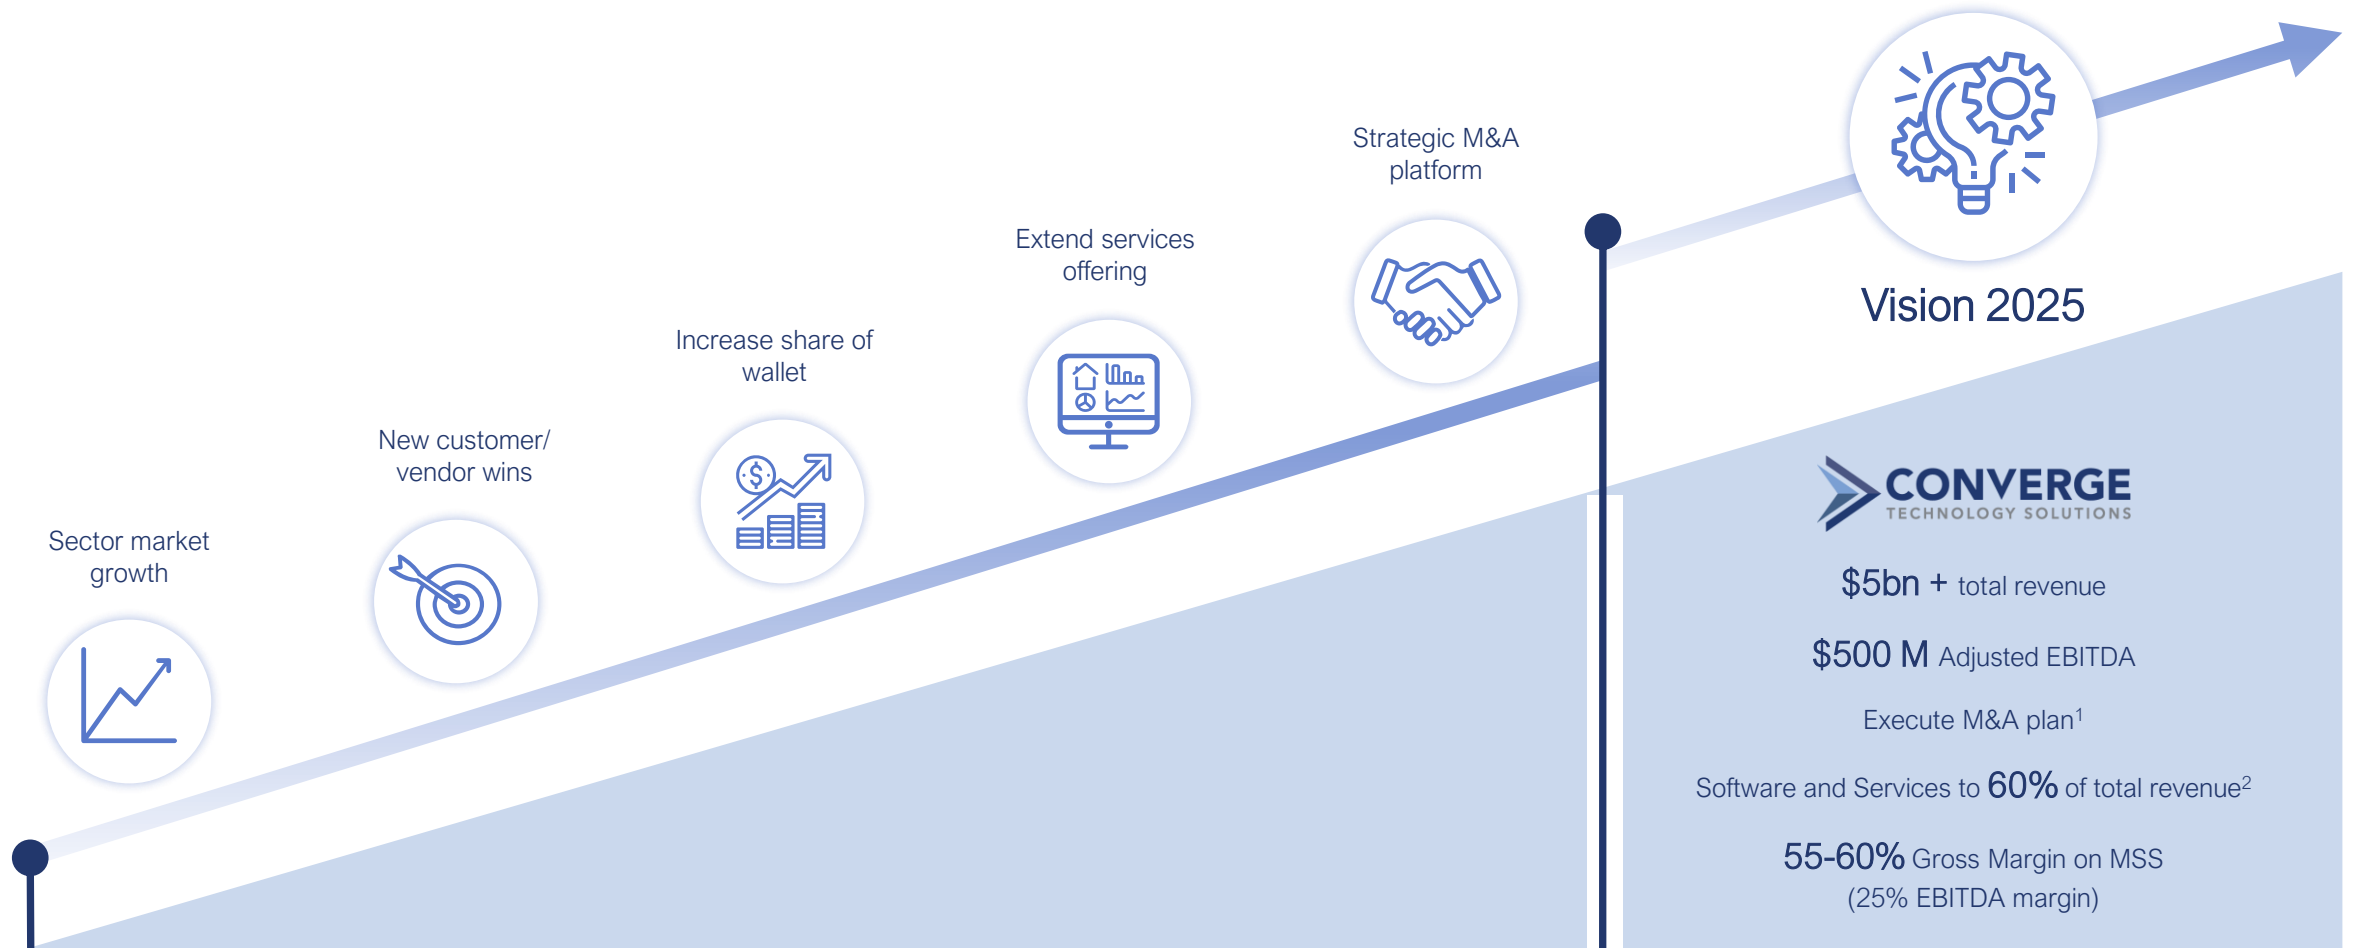 Sector market
growth
New customer/
vendor wins
Increase share of
wallet
$
Extend services
offering
Strategic M&A
platform
Vision 2025
CONVERGE
TECHNOLOGY SOLUTIONS
$5bn + total revenue
$500 M Adjusted EBITDA
Execute M&A plan¹
Software and Services to 60% of total revenue²
55-60% Gross Margin on MSS
(25% EBITDA margin)